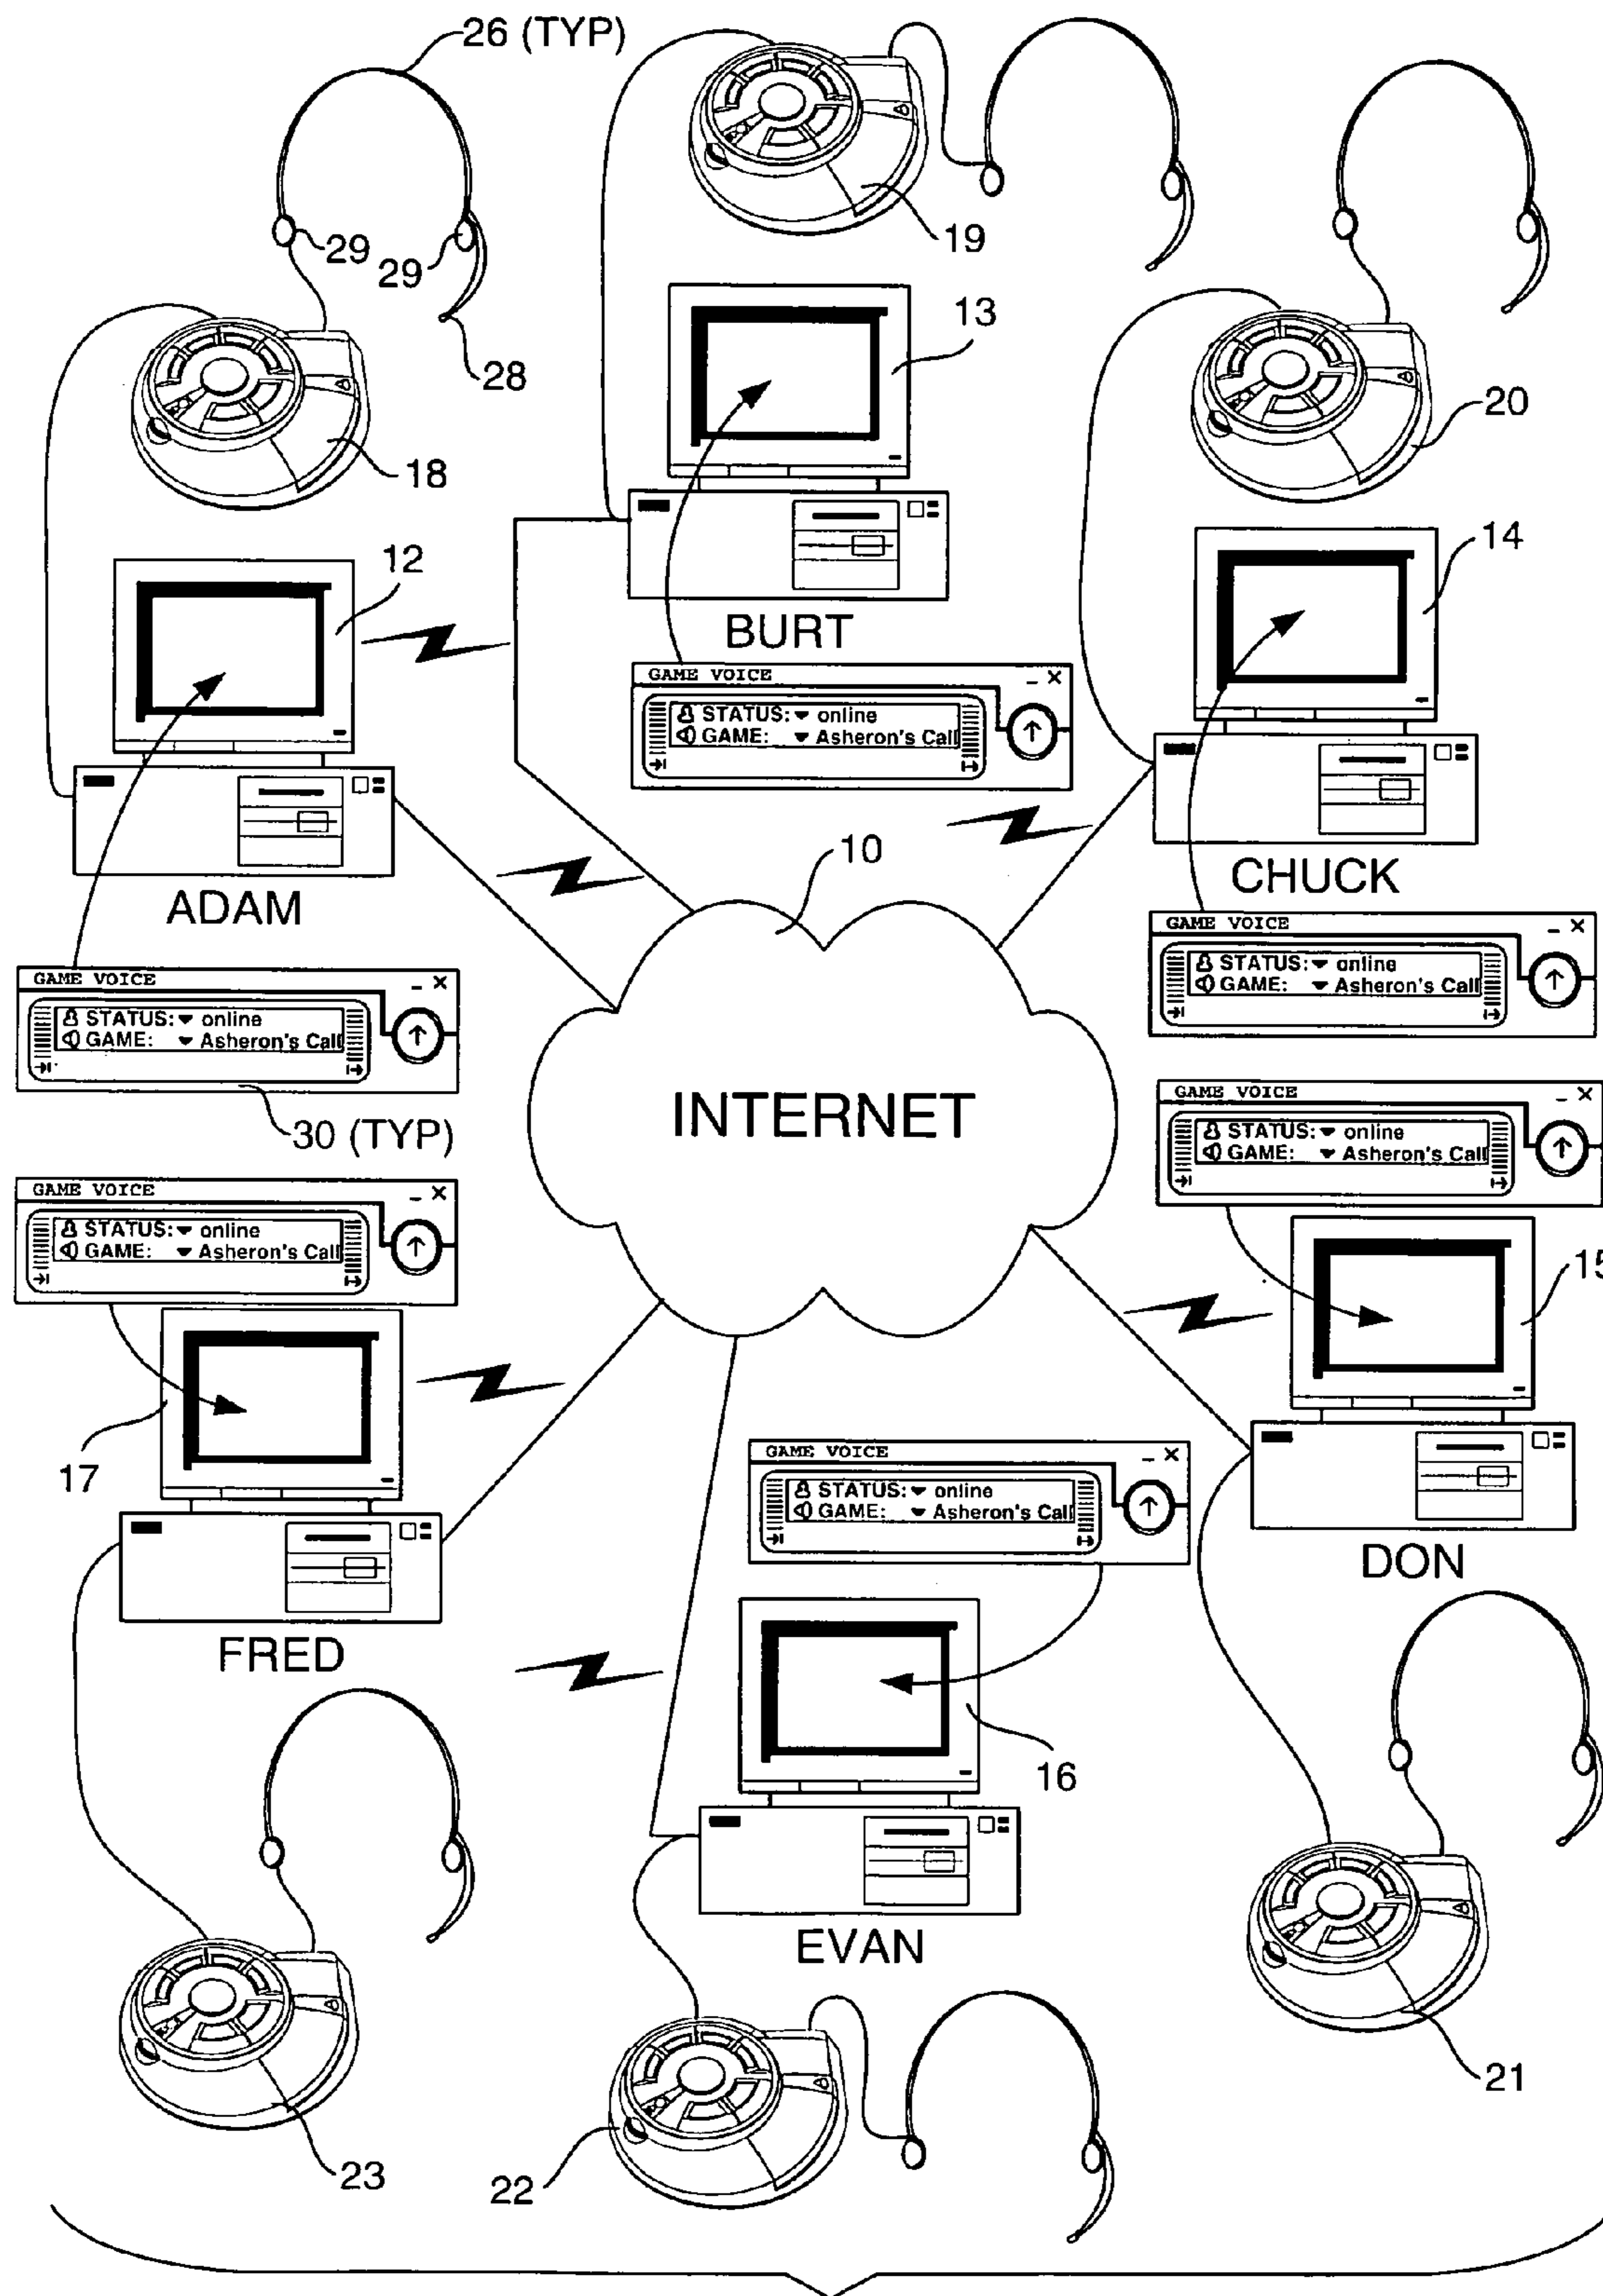 26 (TYP)
29
29
28
18
19
13
20
12
14
BURT
GAME VOICE
STATUS: online
GAME: Asheron's Call
10
ADAM
CHUCK
GAME VOICE
STATUS: online
GAME: Asheron's Call
GAME VOICE
STATUS: online
GAME: Asheron's Call
30 (TYP)
INTERNET
GAME VOICE
STATUS: online
GAME: Asheron's Call
GAME VOICE
STATUS: online
GAME: Asheron's Call
15
17
GAME VOICE
STATUS: online
GAME: Asheron's Call
DON
FRED
16
EVAN
21
23
22